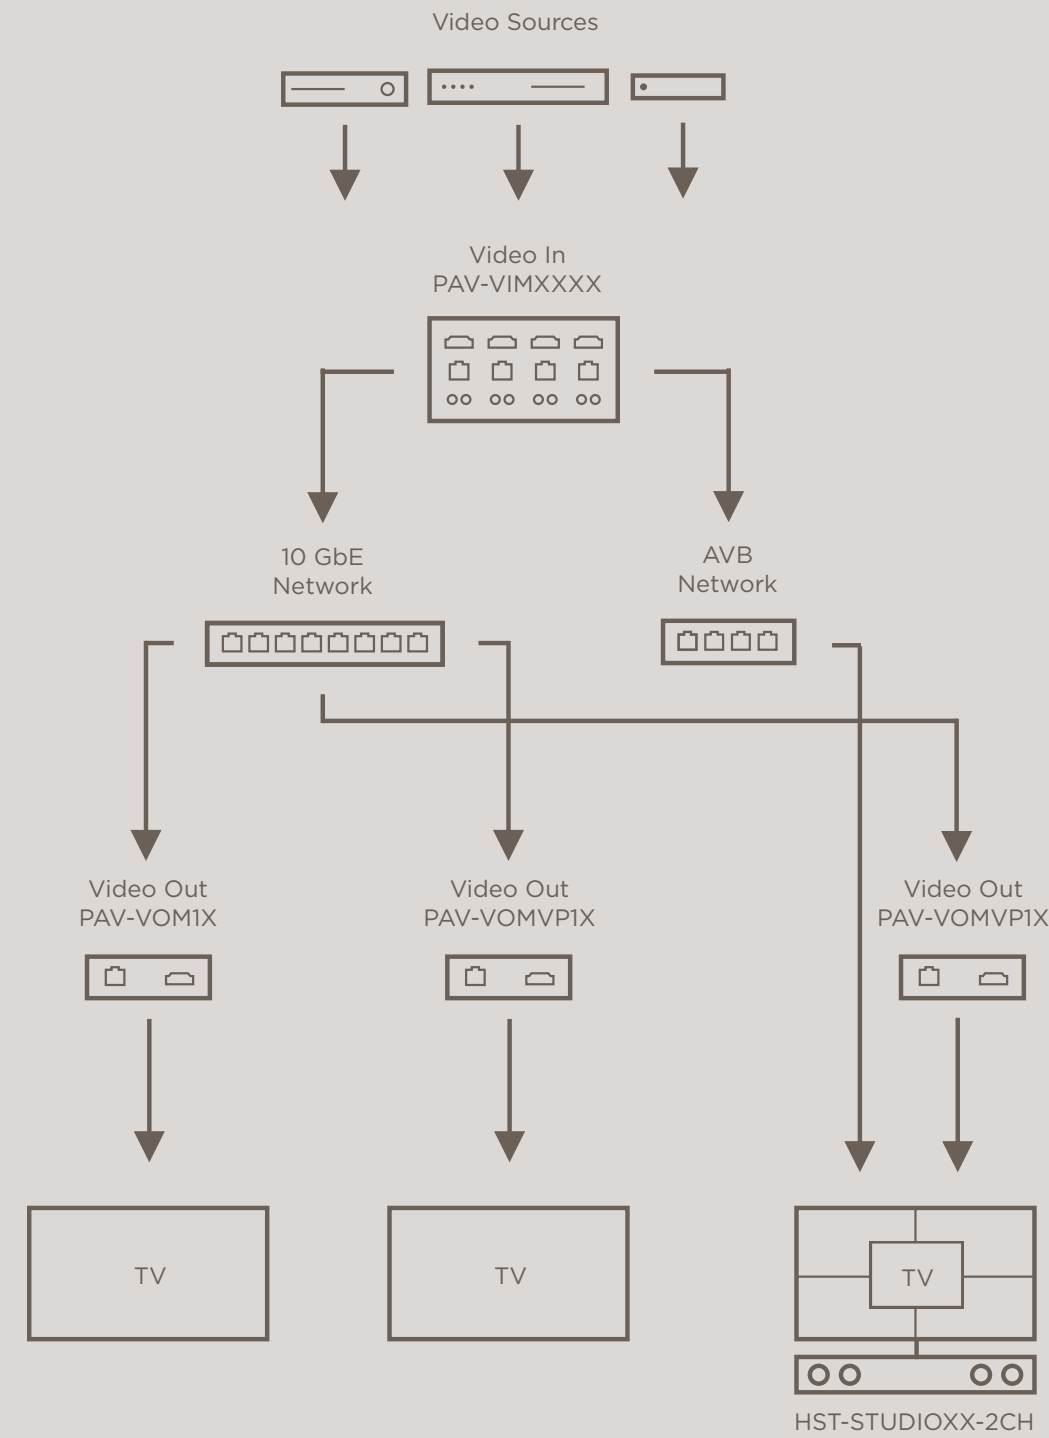 Video Sources
Video In
PAV-VIMXXXX
10 GbE
Network
AVB
Network
Video Out
PAV-VOM1X
Video Out
PAV-VOMVP1X
Video Out
PAV-VOMVP1X
TV
TV
TV
HST-STUDIOXX-2CH